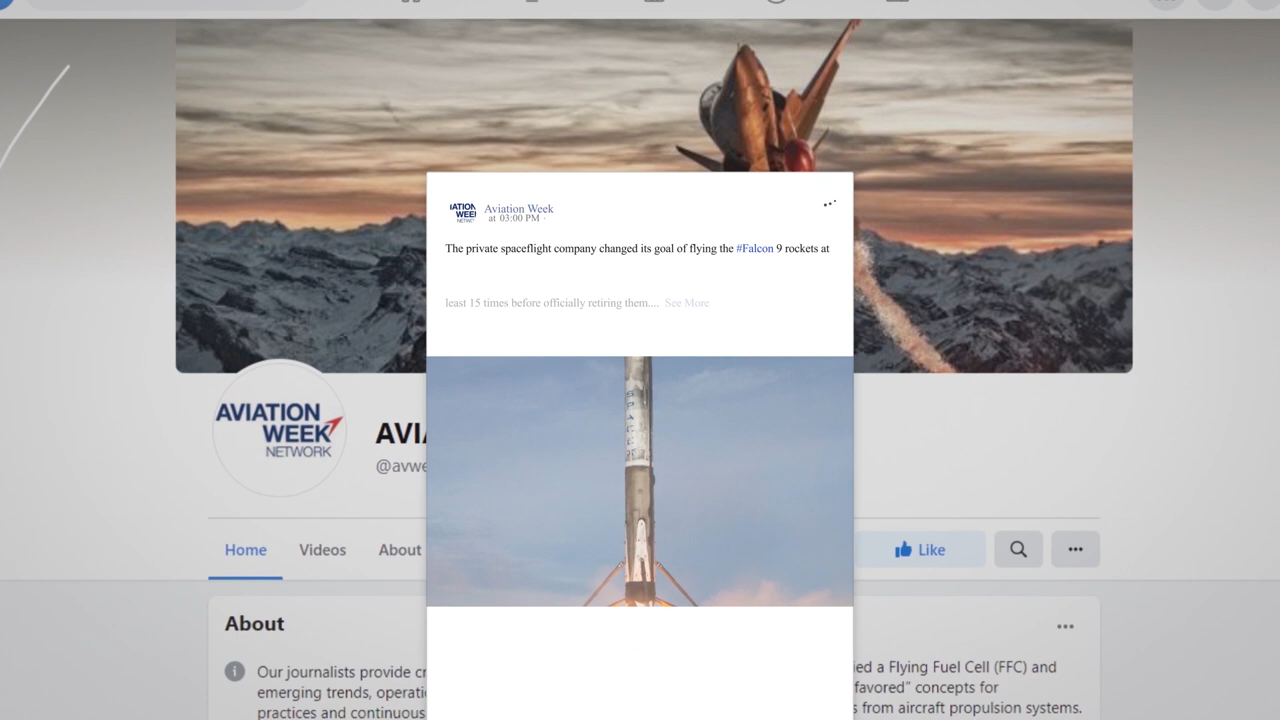 IATION
WEE
NETWO
Aviation Week
at 03:00 PM ·
The private spaceflight company changed its goal of flying the #Falcon 9 rockets at
least 15 times before officially retiring them.... See More
AVIATION
WEEK
NETWORK
AVI
@avwe
Home Videos About
Like
About
Our journalists provide cr
emerging trends, operati
practices and continuous
ied a Flying Fuel Cell (FFC) and
favored" concepts for
s from aircraft propulsion systems.